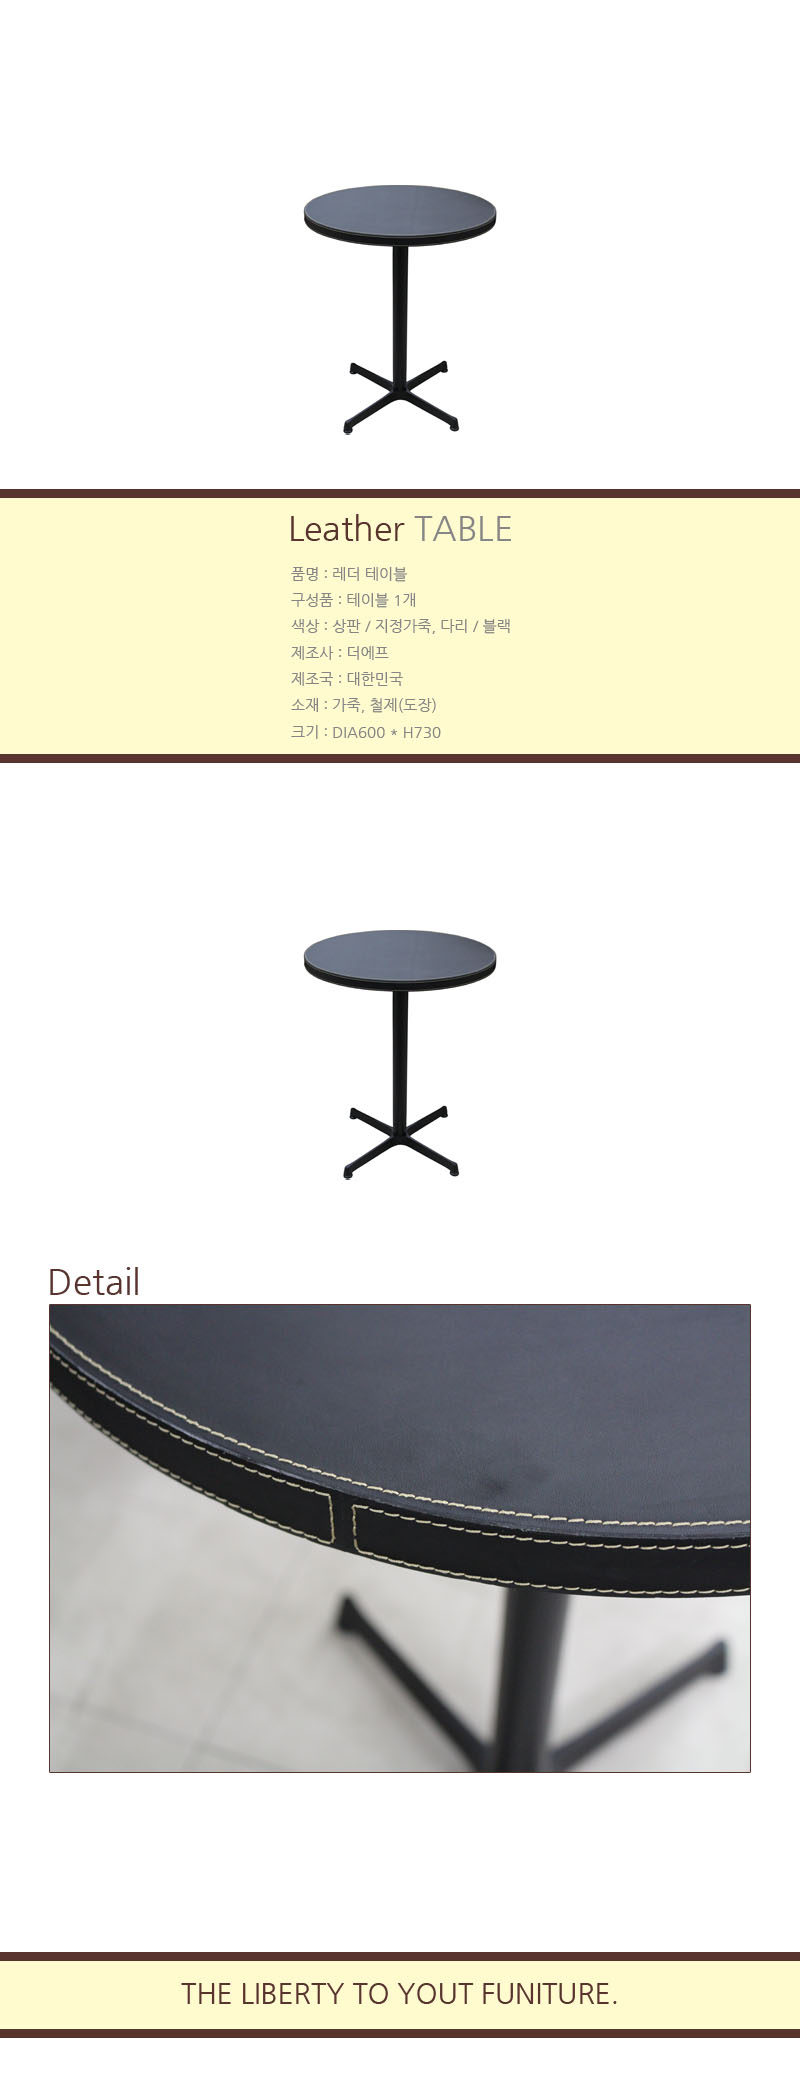 Leather TABLE
품명 : 레더 테이블
구성품 : 테이블 1개
색상 : 상판 / 지정가죽, 다리 / 블랙
제조사 : 더에프
제조국 : 대한민국
소재 : 가죽, 철제(도장)
크기 : DIA600 * H730
Detail
THE LIBERTY TO YOUT FUNITURE.